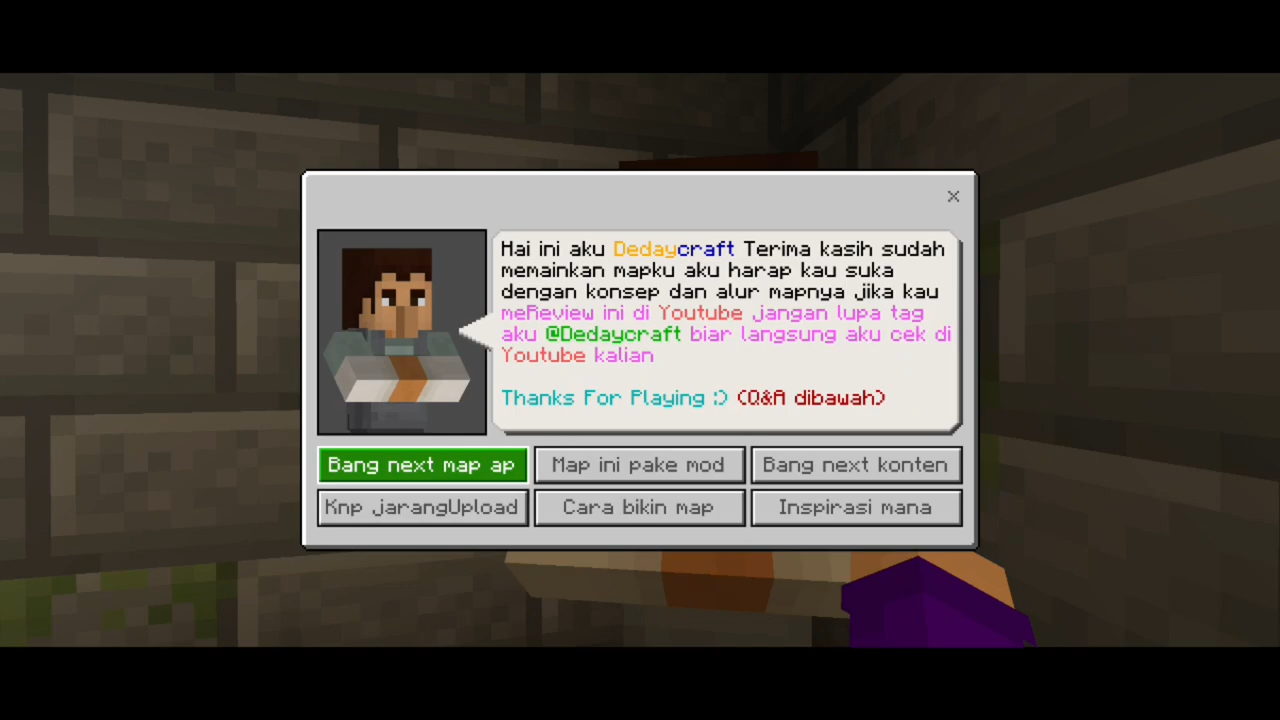 Hai ini aku Dedaycraft Terima kasih sudah
memainkan mapku aku harap kau suka
dengan konsep dan alur mapnya jika kau
meReview ini di Youtube jangan lupa tag
aku @Dedaycraft biar langsung aku cek di
Youtube kalian
Thanks For Playing :) (Q&A dibawah)
Bang next map ap
Map ini pake mod
Bang next konten
Knp jarangUpload
Cara bikin map
Inspirasi mana